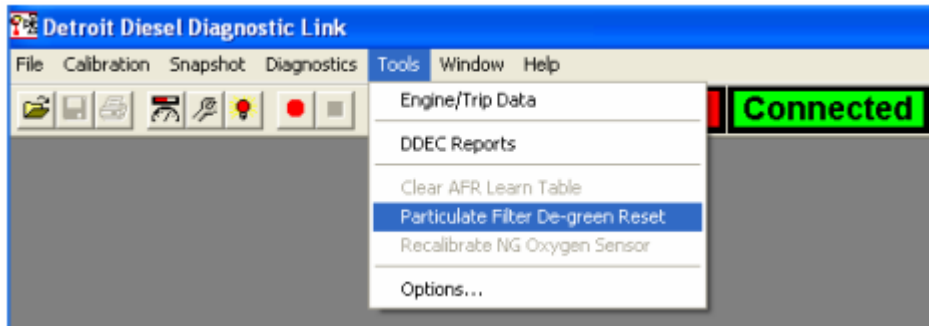 Detroit Diesel Diagnostic Link
File Calibration Snapshot Diagnostics Tools Window Help
Connected
Engine/Trip Data
DDEC Reports
Clear AFR Learn Table
Particulate Filter De-green Reset
Recalibrate NG Oxygen Sensor
Options...